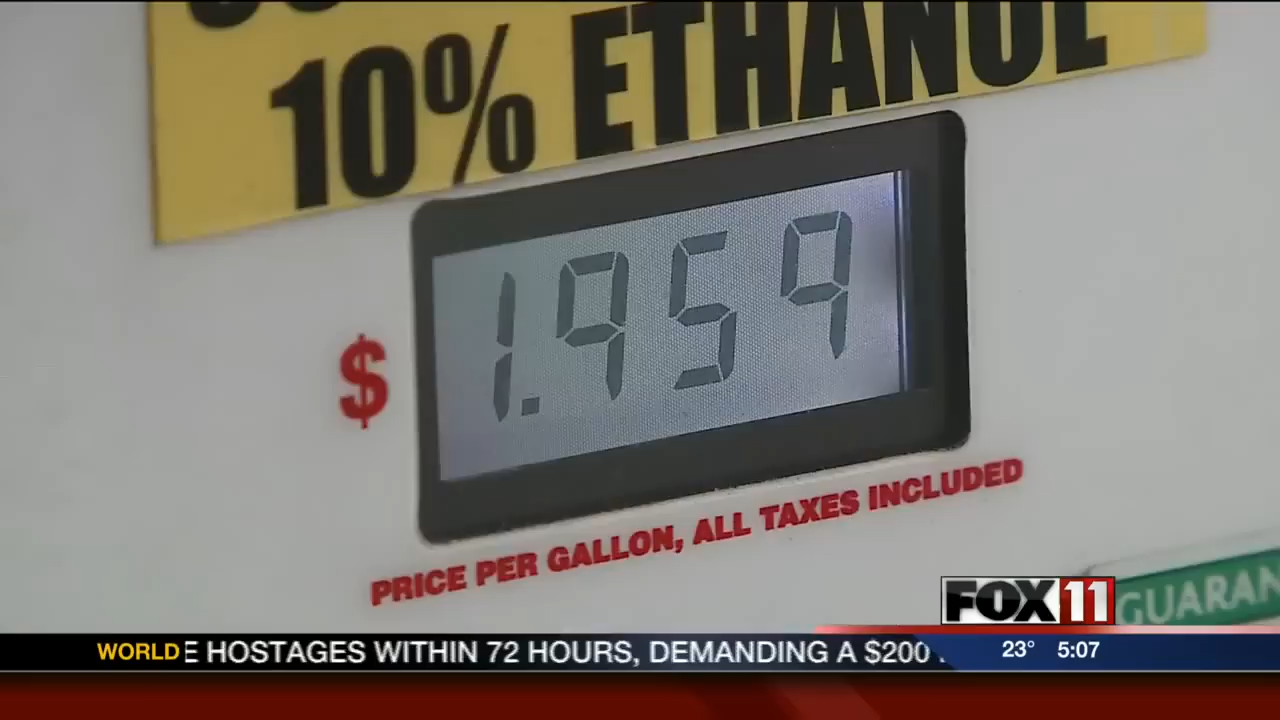 10% ETHANOL
$ 1.959
PRICE PER GALLON, ALL TAXES INCLUDED
FOX 11
WORLD E HOSTAGES WITHIN 72 HOURS, DEMANDING A $200
23° 5:07